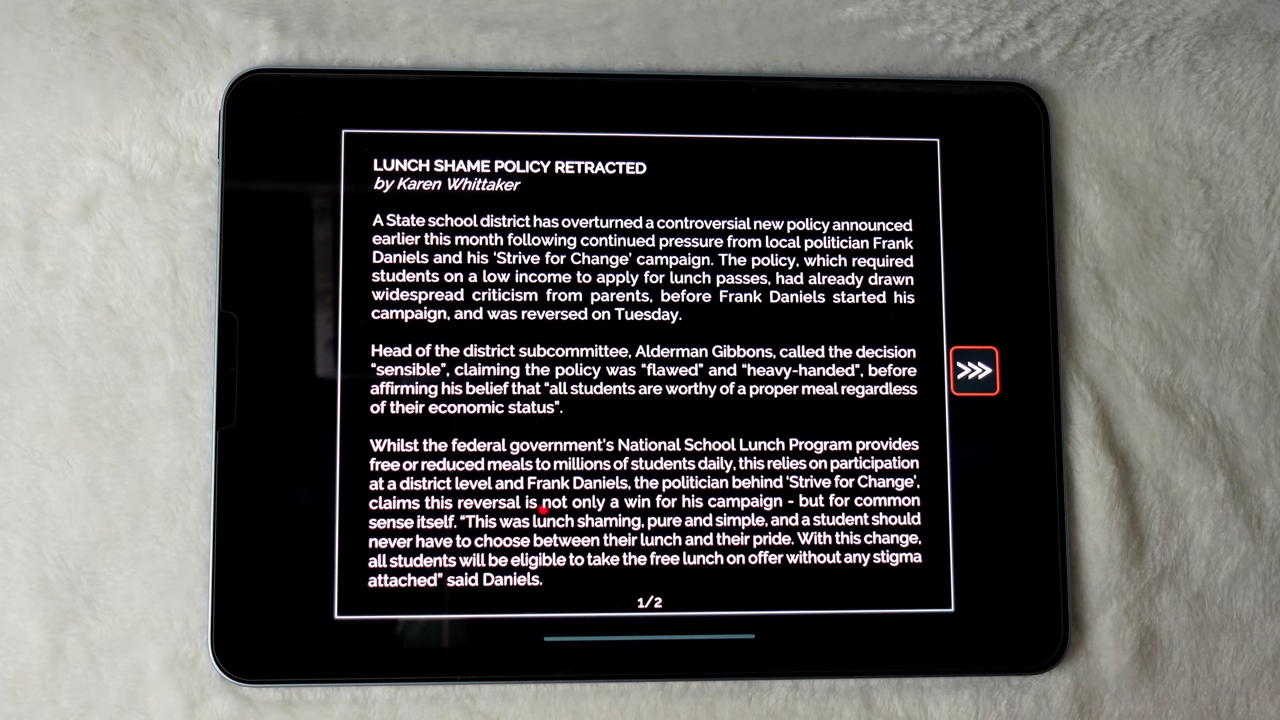 LUNCH SHAME POLICY RETRACTED
by Karen Whittaker
A State school district has overturned a controversial new policy announced
earlier this month following continued pressure from local politician Frank
Daniels and his ‘Strive for Change’ campaign. The policy, which required
students on a low income to apply for lunch passes, had already drawn
widespread criticism from parents, before Frank Daniels started his
campaign, and was reversed on Tuesday.
Head of the district subcommittee, Alderman Gibbons, called the decision
“sensible”, claiming the policy was “flawed” and “heavy-handed”, before
affirming his belief that “all students are worthy of a proper meal regardless
of their economic status”.
Whilst the federal government's National School Lunch Program provides
free or reduced meals to millions of students daily, this relies on participation
at a district level and Frank Daniels, the politician behind ‘Strive for Change’,
claims this reversal is not only a win for his campaign - but for common
sense itself. “This was lunch shaming, pure and simple, and a student should
never have to choose between their lunch and their pride. With this change,
all students will be eligible to take the free lunch on offer without any stigma
attached” said Daniels.
1/2